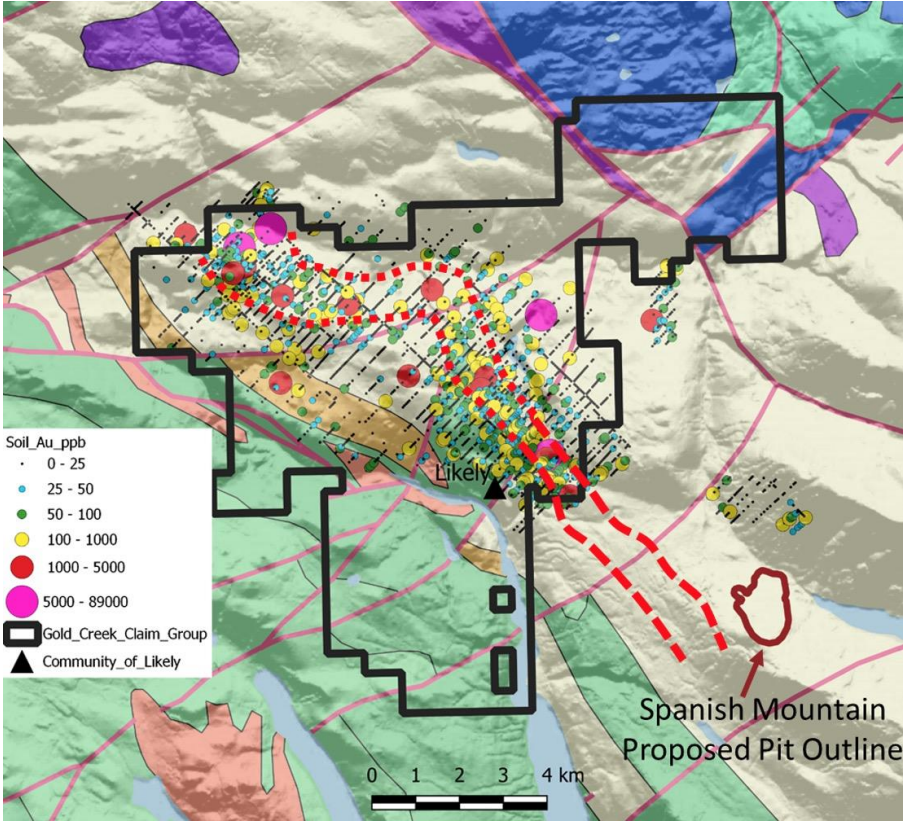 Likely
Soil_Au_ppb
0 - 25
25 - 50
50 - 100
100 - 1000
1000 - 5000
5000 - 89000
Gold_Creek_Claim_Group
Community_of_Likely
Spanish Mountain
Proposed Pit Outline
0 1 2 3 4 km